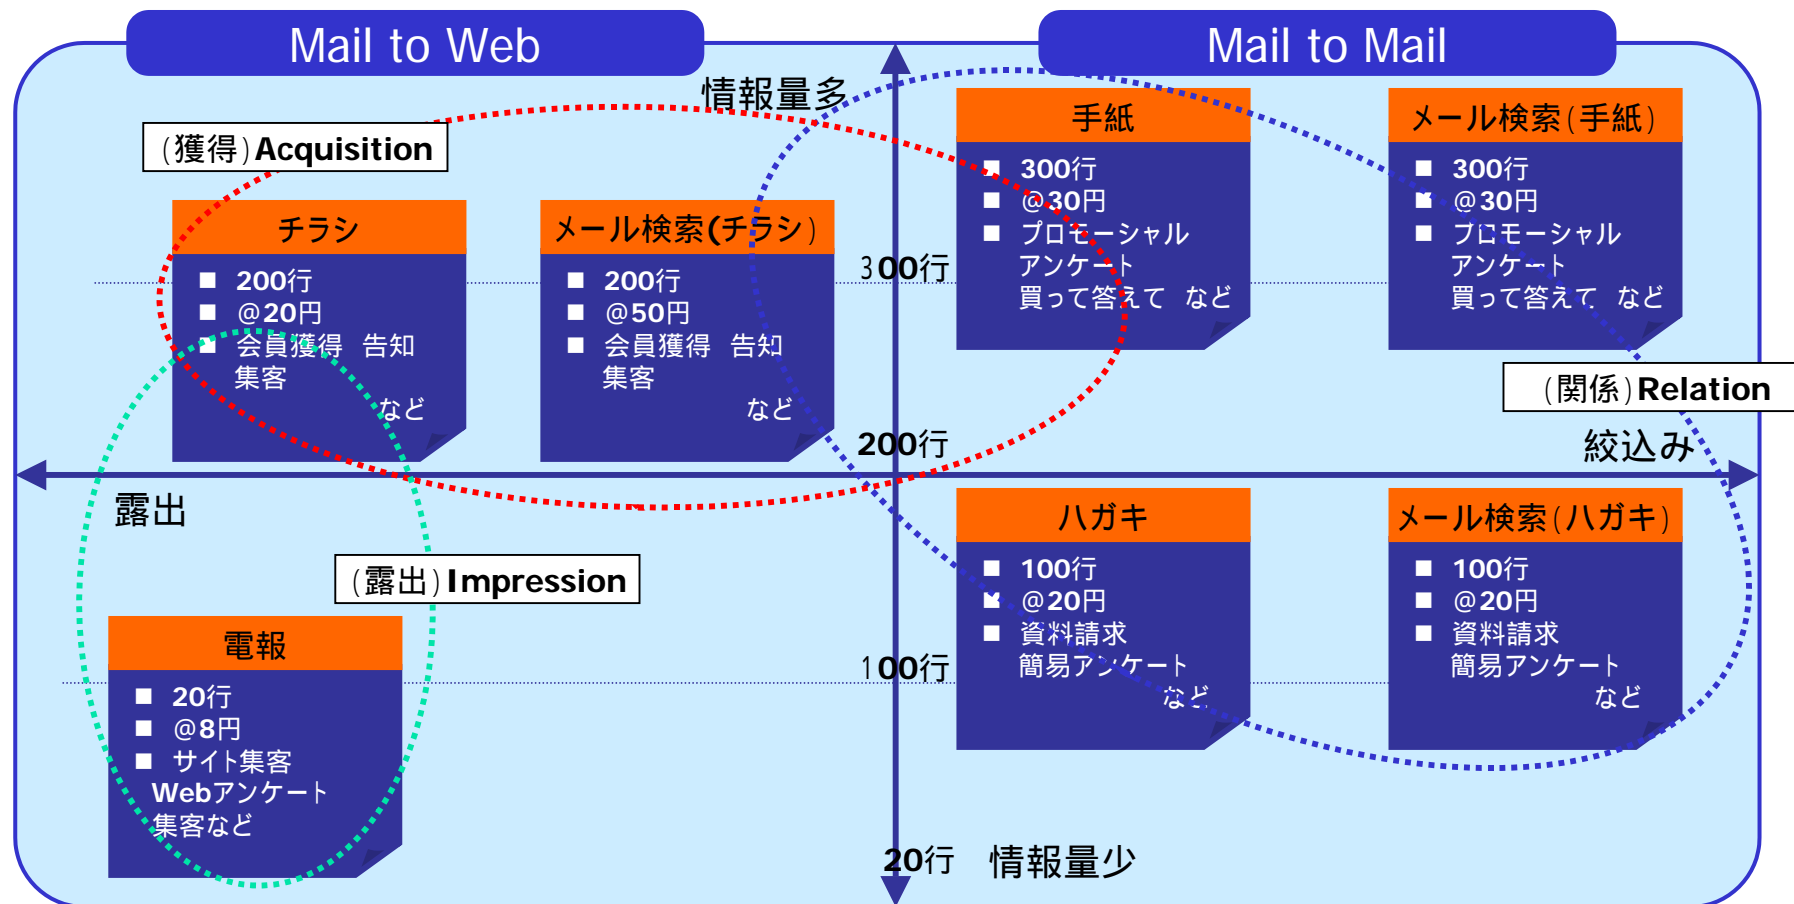 Mail to Web
Mail to Mail
情報量多
(獲得)Acquisition
チラシ
■ 200行
■ @20円
■ 会員獲得 告知
集客
など
メール検索(チラシ)
■ 200行
■ @50円
■ 会員獲得 告知
集客
など
手紙
■ 300行
■ @30円
■ プロモーシャル
アンケート
買って答えて など
メール検索(手紙)
■ 300行
■ @30円
■ プロモーシャル
アンケート
買って答えて など
300行
(関係)Relation
200行
絞込み
露出
(露出)Impression
電報
■ 20行
■ @8円
■ サイト集客
Webアンケート
集客など
ハガキ
■ 100行
■ @20円
■ 資料請求
簡易アンケート
など
メール検索(ハガキ)
■ 100行
■ @20円
■ 資料請求
簡易アンケート
など
100行
20行 情報量少